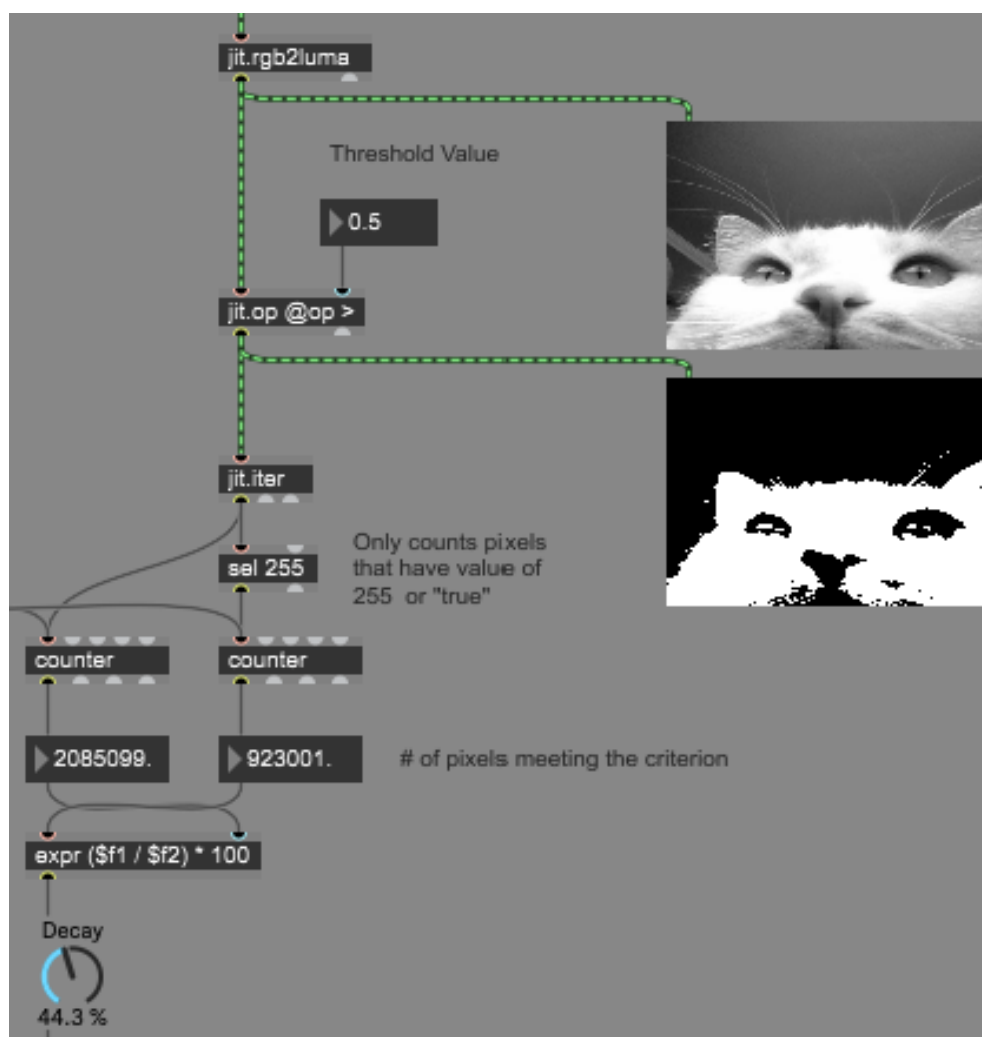 jit.rgb2luma
Threshold Value
0.5
jit.op @op >
jit.iter
sel 255
Only counts pixels
that have value of
255 or "true"
counter
counter
2085099.
923001.
# of pixels meeting the criterion
expr ($f1 / $f2) * 100
Decay
44.3 %